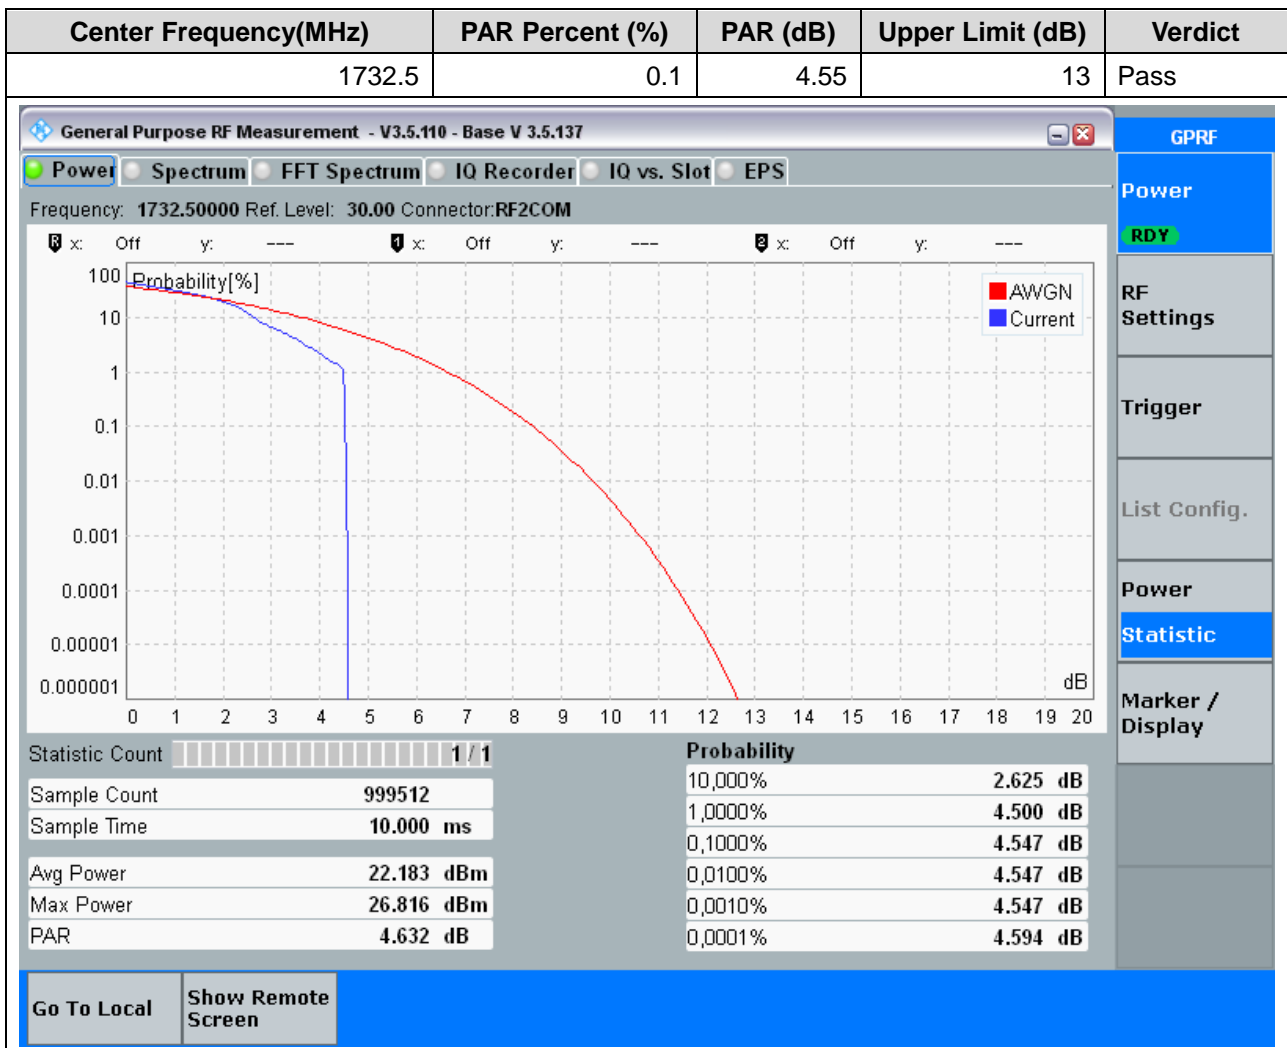 Center Frequency(MHz) PAR Percent (%) PAR (dB) Upper Limit (dB) Verdict
1732.5 0.1 4.55 13 Pass
General Purpose RF Measurement - V3.5.110 - Base V 3.5.137
GPRF
Power Spectrum FFT Spectrum IQ Recorder IQ vs. Slot EPS
Power
RDY
Frequency: 1732.50000 Ref. Level: 30.00 Connector:RF2COM
R x: Off y: --- 1 x: Off y: --- 2 x: Off y: ---
Probability[%]
100
10
1
0.1
0.01
0.001
0.0001
0.00001
0.000001
AWGN
Current
dB
0 1 2 3 4 5 6 7 8 9 10 11 12 13 14 15 16 17 18 19 20
RF
Settings
Trigger
List Config.
Power
Statistic
Marker /
Display
Statistic Count 1 / 1
Sample Count 999512
Sample Time 10.000 ms
Avg Power 22.183 dBm
Max Power 26.816 dBm
PAR 4.632 dB
Probability
10,000% 2.625 dB
1,0000% 4.500 dB
0,1000% 4.547 dB
0,0100% 4.547 dB
0,0010% 4.547 dB
0,0001% 4.594 dB
Go To Local
Show Remote
Screen